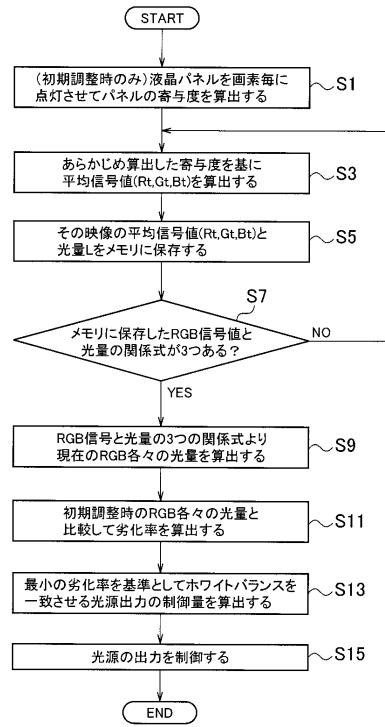 START
(初期調整時のみ)液晶パネルを画素毎に
点灯させてパネルの寄与度を算出する
S1
あらかじめ算出した寄与度を基に
平均信号値(Rt,Gt,Bt)を算出する
S3
その映像の平均信号値(Rt,Gt,Bt)と
光量Lをメモリに保存する
S5
S7
メモリに保存したRGB信号値と
光量の関係式が3つある?
NO
YES
RGB信号と光量の3つの関係式より
現在のRGB各々の光量を算出する
S9
初期調整時のRGB各々の光量と
比較して劣化率を算出する
S11
最小の劣化率を基準としてホワイトバランスを
一致させる光源出力の制御量を算出する
S13
光源の出力を制御する
S15
END